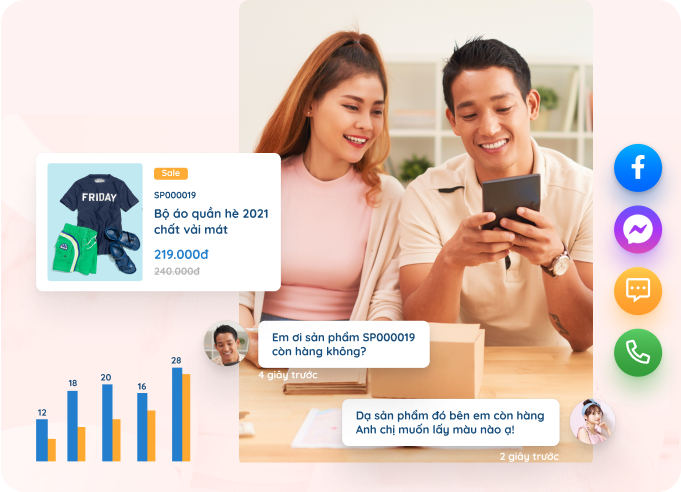 Sale
SP000019
FRIDAY
Bộ áo quần hè 2021
chất vải mát
219.000đ
240.000đ
Em ơi sản phẩm SP000019
còn hàng không?
4 giây trước
Dạ sản phẩm đó bên em còn hàng
Anh chị muốn lấy màu nào ạ!
2 giây trước
12
18
20
16
28